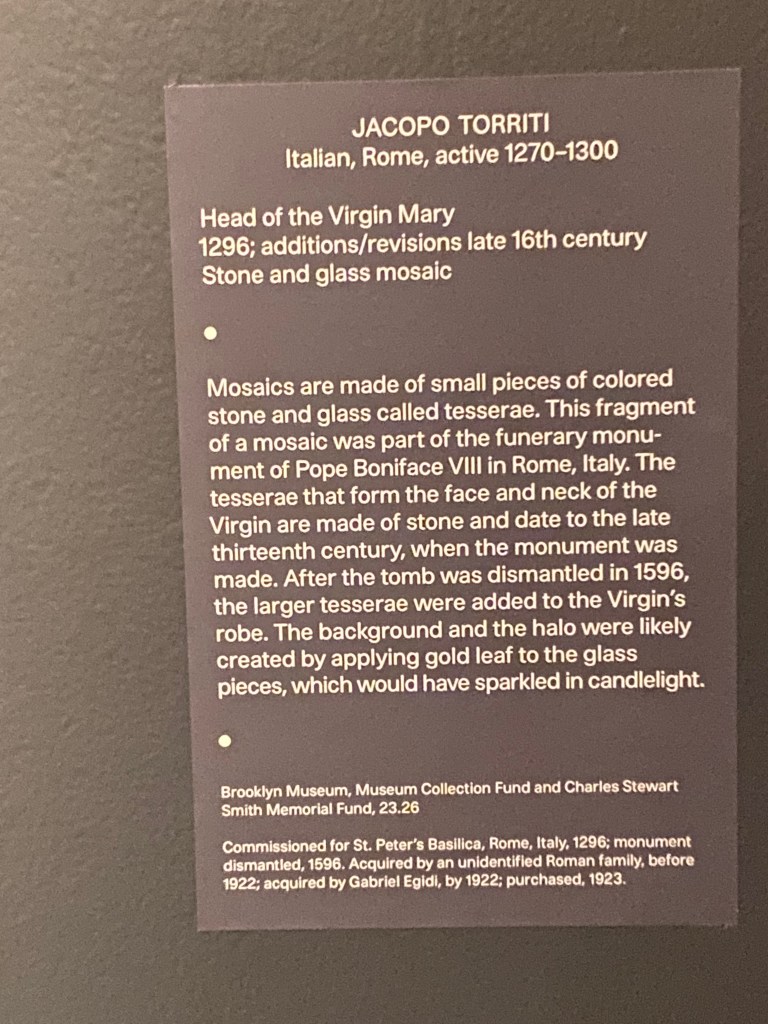 JACOPO TORRITI
Italian, Rome, active 1270–1300
Head of the Virgin Mary
1296; additions/revisions late 16th century
Stone and glass mosaic
Mosaics are made of small pieces of colored
stone and glass called tesserae. This fragment
of a mosaic was part of the funerary monu-
ment of Pope Boniface VIII in Rome, Italy. The
tesserae that form the face and neck of the
Virgin are made of stone and date to the late
thirteenth century, when the monument was
made. After the tomb was dismantled in 1596,
the larger tesserae were added to the Virgin's
robe. The background and the halo were likely
created by applying gold leaf to the glass
pieces, which would have sparkled in candlelight.
Brooklyn Museum, Museum Collection Fund and Charles Stewart
Smith Memorial Fund, 23.26
Commissioned for St. Peter's Basilica, Rome, Italy, 1296; monument
dismantled, 1596. Acquired by an unidentified Roman family, before
1922; acquired by Gabriel Egidi, by 1922; purchased, 1923.